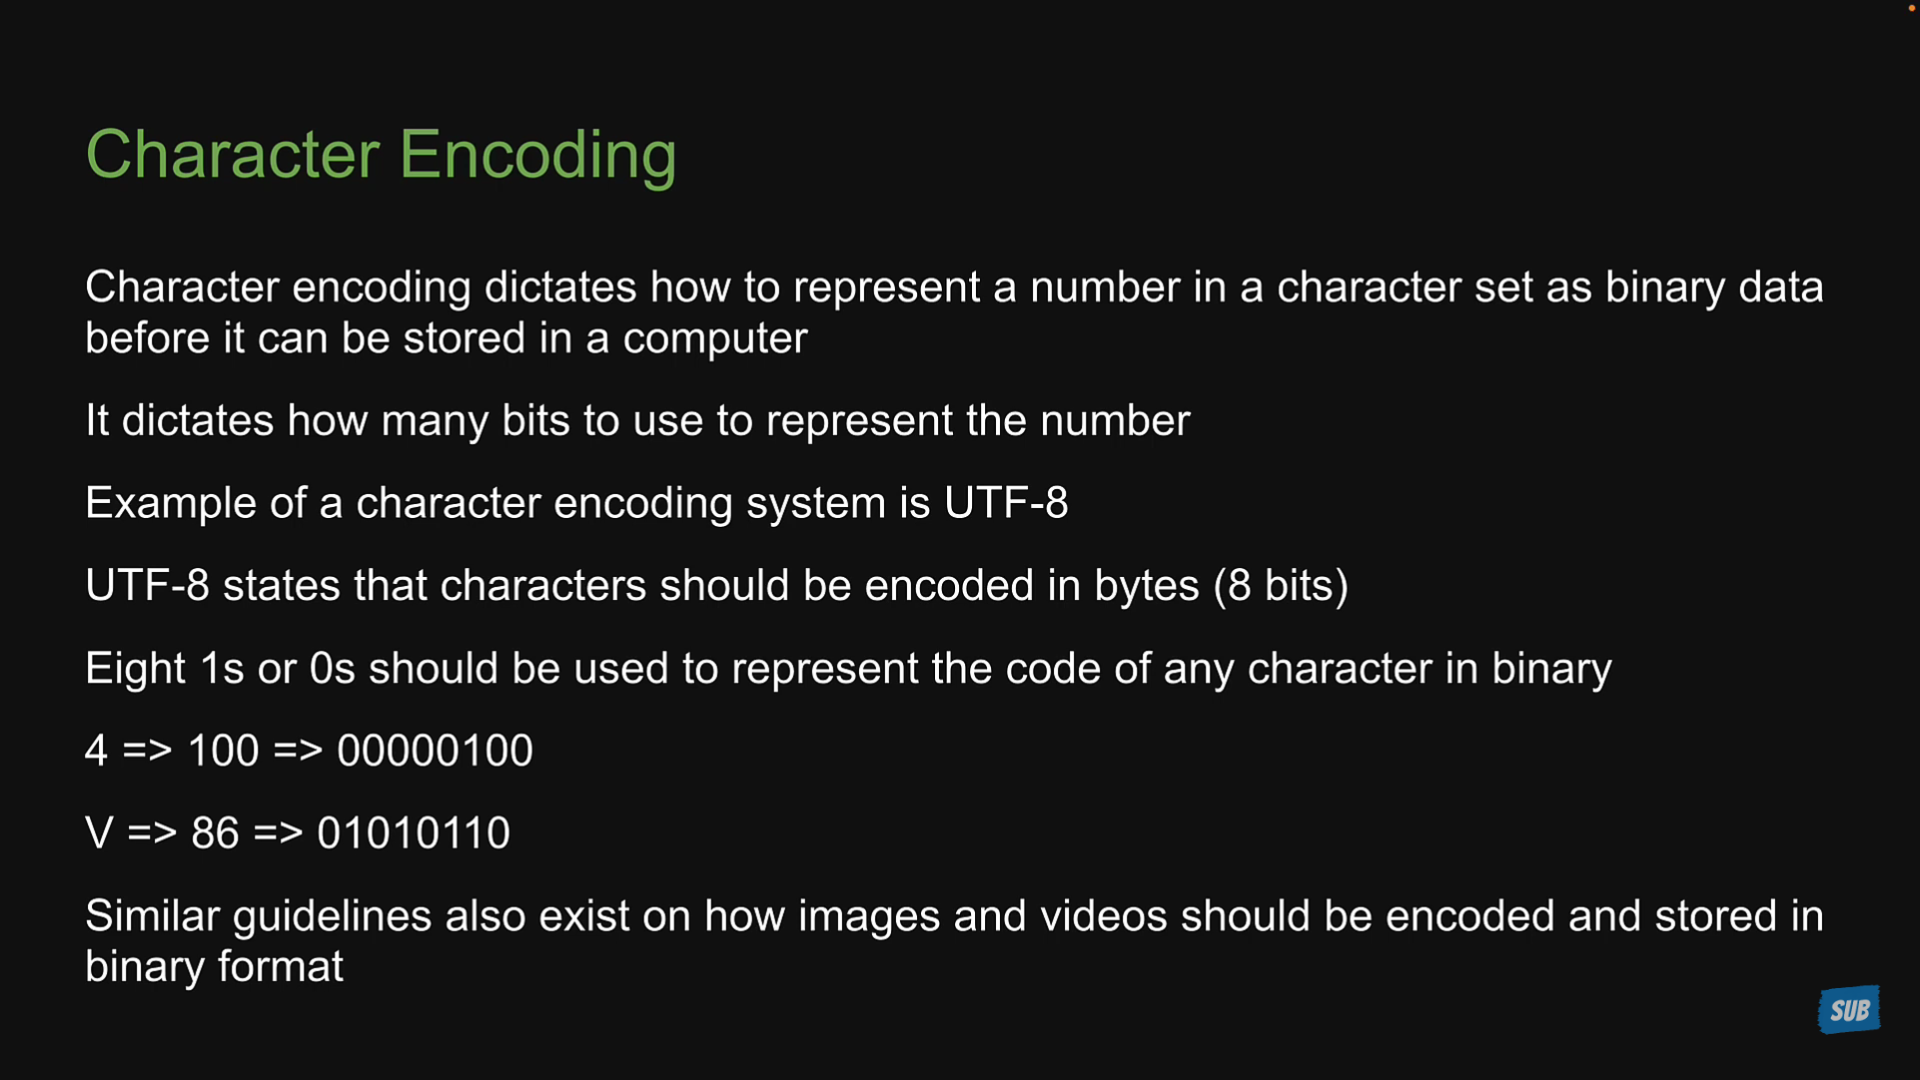 Character Encoding
Character encoding dictates how to represent a number in a character set as binary data
before it can be stored in a computer
It dictates how many bits to use to represent the number
Example of a character encoding system is UTF-8
UTF-8 states that characters should be encoded in bytes (8 bits)
Eight 1s or 0s should be used to represent the code of any character in binary
4 => 100 => 00000100
V => 86 => 01010110
Similar guidelines also exist on how images and videos should be encoded and stored in
binary format
SUB